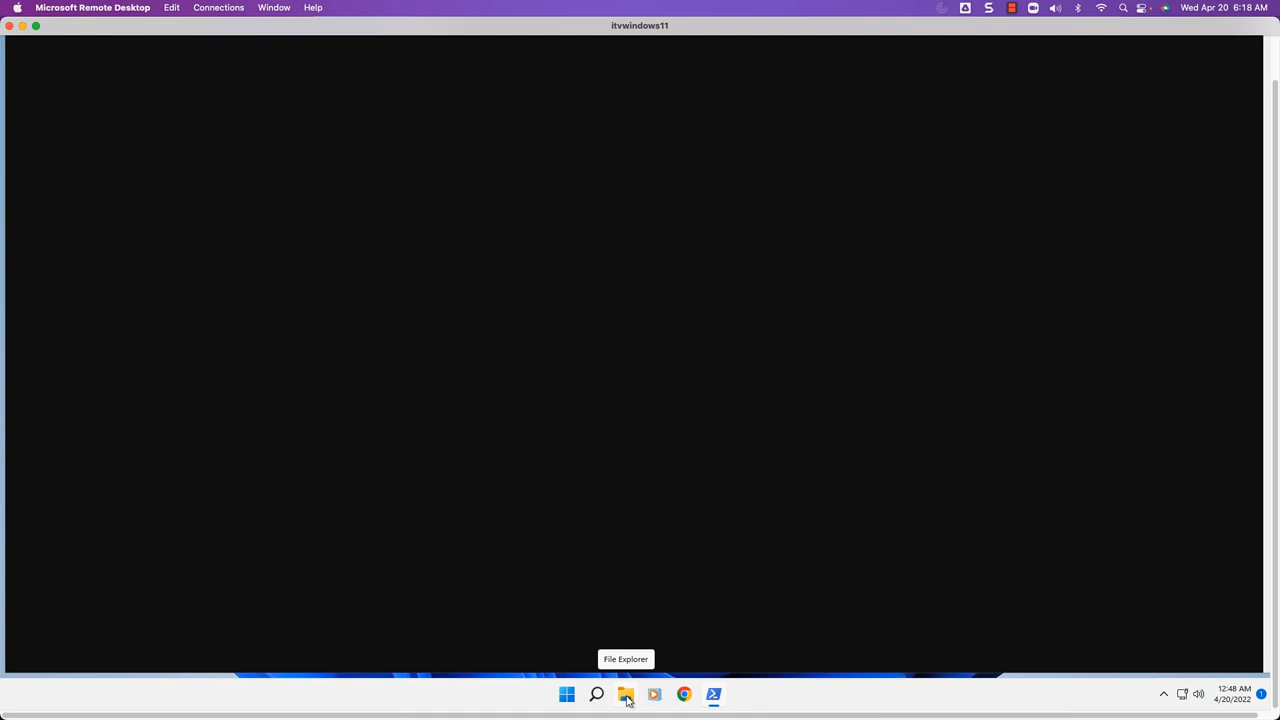 Microsoft Remote Desktop Edit Connections Window Help
Wed Apr 20 6:18 AM
itvwindows11
File Explorer
12:48 AM
4/20/2022
1